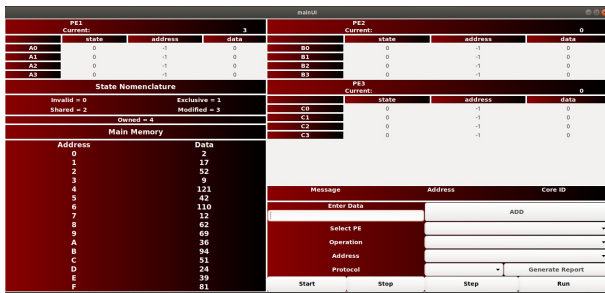 mainUI
PE1
Current: 3
state address data
A0 0 -1 0
A1 0 -1 0
A2 0 -1 0
A3 0 -1 0
State Nomenclature
Invalid = 0 Exclusive = 1
Shared = 2 Modified = 3
Owned = 4
Main Memory
Address Data
0 2
1 17
2 52
3 9
4 121
5 42
6 110
7 12
8 62
9 69
A 36
B 94
C 51
D 24
E 39
F 81
PE2
Current: 0
state address data
B0 0 -1 0
B1 0 -1 0
B2 0 -1 0
B3 0 -1 0
PE3
Current: 0
state address data
C0 0 -1 0
C1 0 -1 0
C2 0 -1 0
C3 0 -1 0
Message Address Core ID
Enter Data
ADD
Select PE
Operation
Address
Protocol Generate Report
Start Stop Step Run